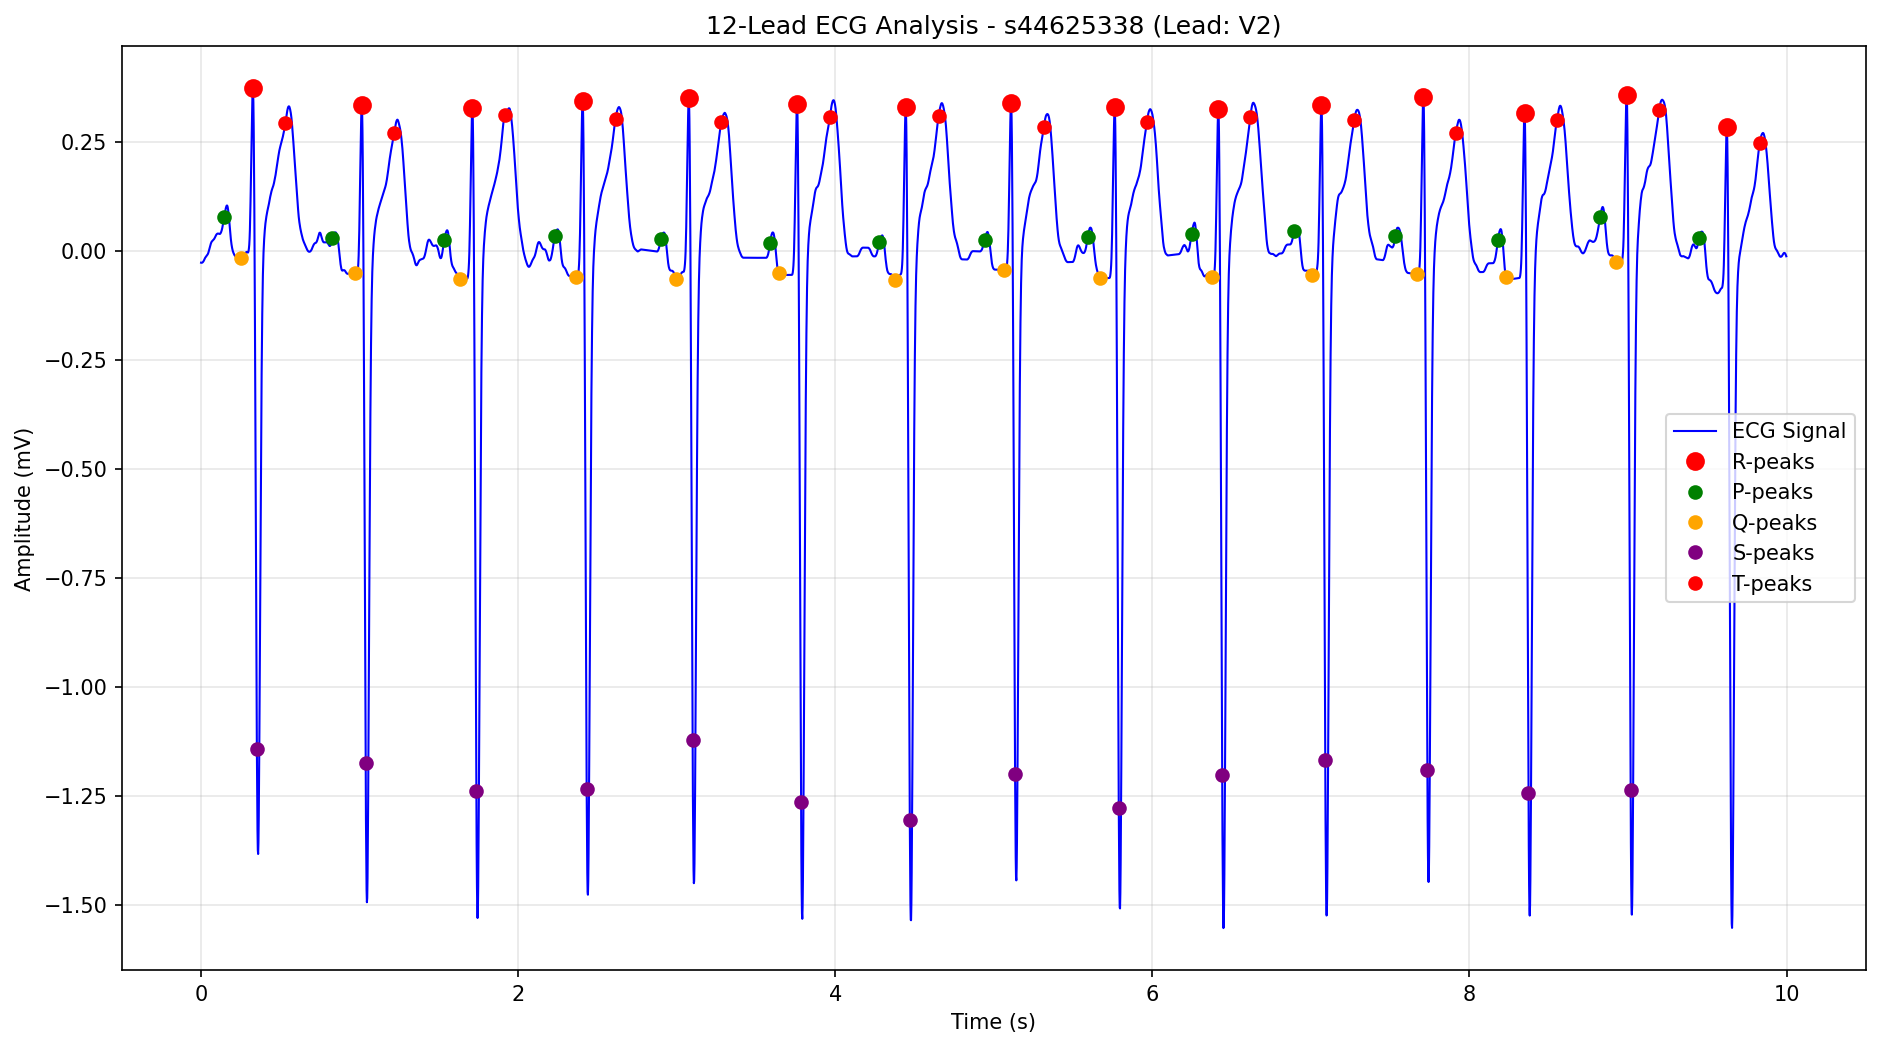 12-Lead ECG Analysis - s44625338 (Lead: V2)
Amplitude (mV)
0.25
0.00
−0.25
−0.50
−0.75
−1.00
−1.25
−1.50
ECG Signal
R-peaks
P-peaks
Q-peaks
S-peaks
T-peaks
0 2 4 6 8 10
Time (s)